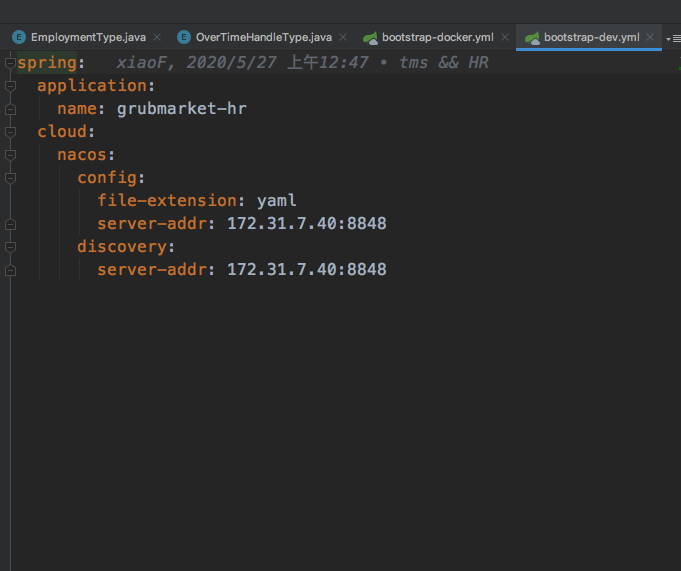 EmploymentType.java OverTimeHandleType.java bootstrap-docker.yml bootstrap-dev.yml
spring: xiaoF, 2020/5/27 上午12:47 • tms && HR
application:
name: grubmarket-hr
cloud:
nacos:
config:
file-extension: yaml
server-addr: 172.31.7.40:8848
discovery:
server-addr: 172.31.7.40:8848